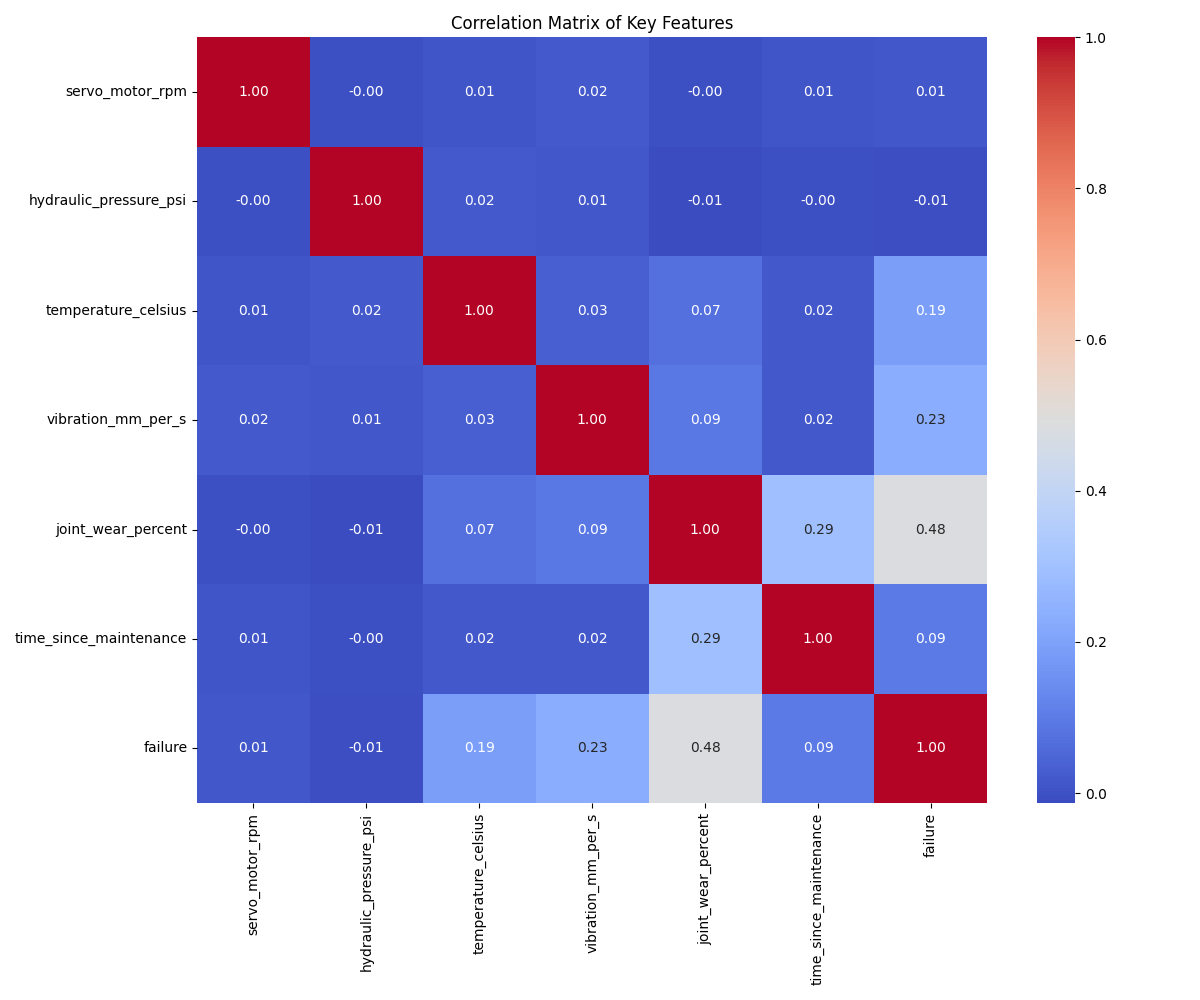 Correlation Matrix of Key Features
servo_motor_rpm 1.00 -0.00 0.01 0.02 -0.00 0.01 0.01
hydraulic_pressure_psi -0.00 1.00 0.02 0.01 -0.01 -0.00 -0.01
temperature_celsius 0.01 0.02 1.00 0.03 0.07 0.02 0.19
vibration_mm_per_s 0.02 0.01 0.03 1.00 0.09 0.02 0.23
joint_wear_percent -0.00 -0.01 0.07 0.09 1.00 0.29 0.48
time_since_maintenance 0.01 -0.00 0.02 0.02 0.29 1.00 0.09
failure 0.01 -0.01 0.19 0.23 0.48 0.09 1.00
servo_motor_rpm
hydraulic_pressure_psi
temperature_celsius
vibration_mm_per_s
joint_wear_percent
time_since_maintenance
failure
1.0
0.8
0.6
0.4
0.2
0.0